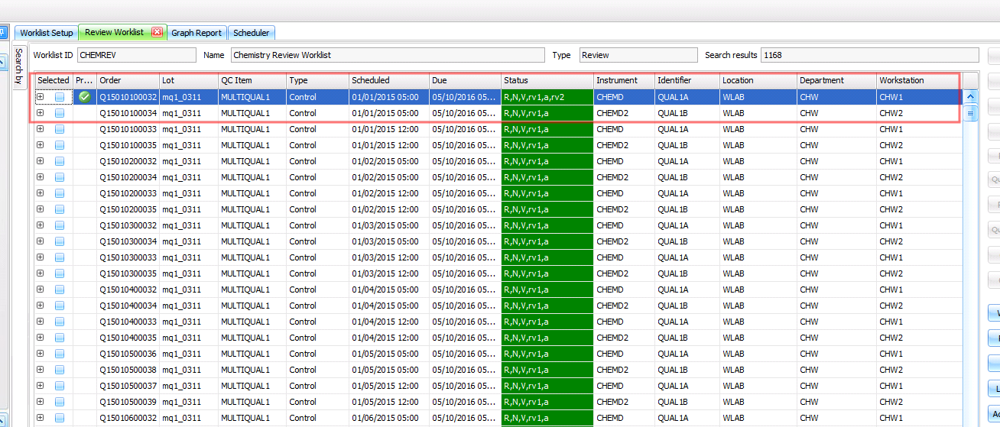 Worklist Setup Review Worklist Graph Report Scheduler
Search by
Worklist ID CHEMREV Name Chemistry Review Worklist Type Review Search results 1168
Selected Pr... Order Lot QC Item Type Scheduled Due Status Instrument Identifier Location Department Workstation
Q15010100032 mq1_0311 MULTIQUAL1 Control 01/01/2015 05:00 05/10/2016 05... R,N,V,rv1,a,rv2 CHEMD QUAL1A WLAB CHW CHW1
Q15010100034 mq1_0311 MULTIQUAL1 Control 01/01/2015 05:00 05/10/2016 05... R,N,V,rv1,a CHEMD2 QUAL1B WLAB CHW CHW2
Q15010100033 mq1_0311 MULTIQUAL1 Control 01/01/2015 12:00 05/10/2016 05... R,N,V,rv1,a CHEMD QUAL1A WLAB CHW CHW1
Q15010100035 mq1_0311 MULTIQUAL1 Control 01/01/2015 12:00 05/10/2016 05... R,N,V,rv1,a CHEMD2 QUAL1B WLAB CHW CHW2
Q15010200032 mq1_0311 MULTIQUAL1 Control 01/02/2015 05:00 05/10/2016 05... R,N,V,rv1,a CHEMD QUAL1A WLAB CHW CHW1
Q15010200034 mq1_0311 MULTIQUAL1 Control 01/02/2015 05:00 05/10/2016 05... R,N,V,rv1,a CHEMD2 QUAL1B WLAB CHW CHW2
Q15010200033 mq1_0311 MULTIQUAL1 Control 01/02/2015 12:00 05/10/2016 05... R,N,V,rv1,a CHEMD QUAL1A WLAB CHW CHW1
Q15010200035 mq1_0311 MULTIQUAL1 Control 01/02/2015 12:00 05/10/2016 05... R,N,V,rv1,a CHEMD2 QUAL1B WLAB CHW CHW2
Q15010300032 mq1_0311 MULTIQUAL1 Control 01/03/2015 05:00 05/10/2016 05... R,N,V,rv1,a CHEMD QUAL1A WLAB CHW CHW1
Q15010300034 mq1_0311 MULTIQUAL1 Control 01/03/2015 05:00 05/10/2016 05... R,N,V,rv1,a CHEMD2 QUAL1B WLAB CHW CHW2
Q15010300033 mq1_0311 MULTIQUAL1 Control 01/03/2015 12:00 05/10/2016 05... R,N,V,rv1,a CHEMD QUAL1A WLAB CHW CHW1
Q15010300035 mq1_0311 MULTIQUAL1 Control 01/03/2015 12:00 05/10/2016 05... R,N,V,rv1,a CHEMD2 QUAL1B WLAB CHW CHW2
Q15010400032 mq1_0311 MULTIQUAL1 Control 01/04/2015 05:00 05/10/2016 05... R,N,V,rv1,a CHEMD QUAL1A WLAB CHW CHW1
Q15010400034 mq1_0311 MULTIQUAL1 Control 01/04/2015 05:00 05/10/2016 05... R,N,V,rv1,a CHEMD2 QUAL1B WLAB CHW CHW2
Q15010400033 mq1_0311 MULTIQUAL1 Control 01/04/2015 12:00 05/10/2016 05... R,N,V,rv1,a CHEMD QUAL1A WLAB CHW CHW1
Q15010400035 mq1_0311 MULTIQUAL1 Control 01/04/2015 12:00 05/10/2016 05... R,N,V,rv1,a CHEMD2 QUAL1B WLAB CHW CHW2
Q15010500036 mq1_0311 MULTIQUAL1 Control 01/05/2015 05:00 05/10/2016 05... R,N,V,rv1,a CHEMD QUAL1A WLAB CHW CHW1
Q15010500038 mq1_0311 MULTIQUAL1 Control 01/05/2015 05:00 05/10/2016 05... R,N,V,rv1,a CHEMD2 QUAL1B WLAB CHW CHW2
Q15010500037 mq1_0311 MULTIQUAL1 Control 01/05/2015 12:00 05/10/2016 05... R,N,V,rv1,a CHEMD QUAL1A WLAB CHW CHW1
Q15010500039 mq1_0311 MULTIQUAL1 Control 01/05/2015 12:00 05/10/2016 05... R,N,V,rv1,a CHEMD2 QUAL1B WLAB CHW CHW2
Q15010600032 mq1_0311 MULTIQUAL1 Control 01/06/2015 05:00 05/10/2016 05... R,N,V,rv1,a CHEMD QUAL1A WLAB CHW CHW1